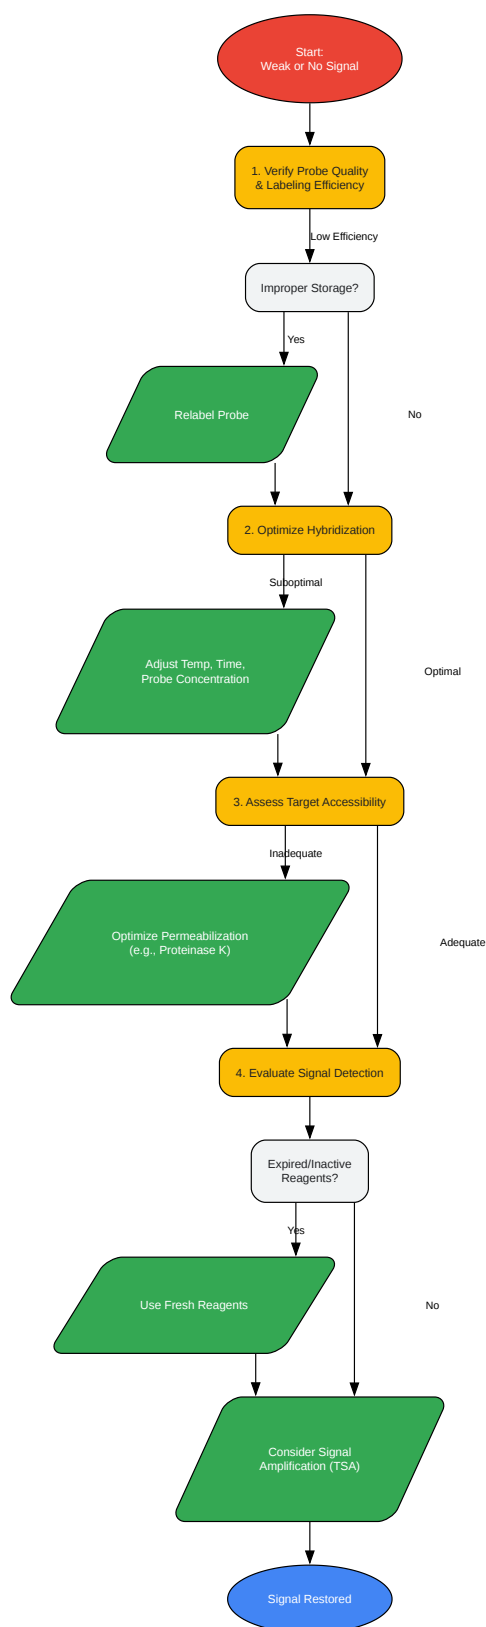 Start:
Weak or No Signal
1. Verify Probe Quality
& Labeling Efficiency
Low Efficiency
Improper Storage?
Yes
Relabel Probe
No
2. Optimize Hybridization
Suboptimal
Adjust Temp, Time,
Probe Concentration
Optimal
3. Assess Target Accessibility
Inadequate
Optimize Permeabilization
(e.g., Proteinase K)
Adequate
4. Evaluate Signal Detection
Expired/Inactive
Reagents?
Yes
Use Fresh Reagents
No
Consider Signal
Amplification (TSA)
Signal Restored